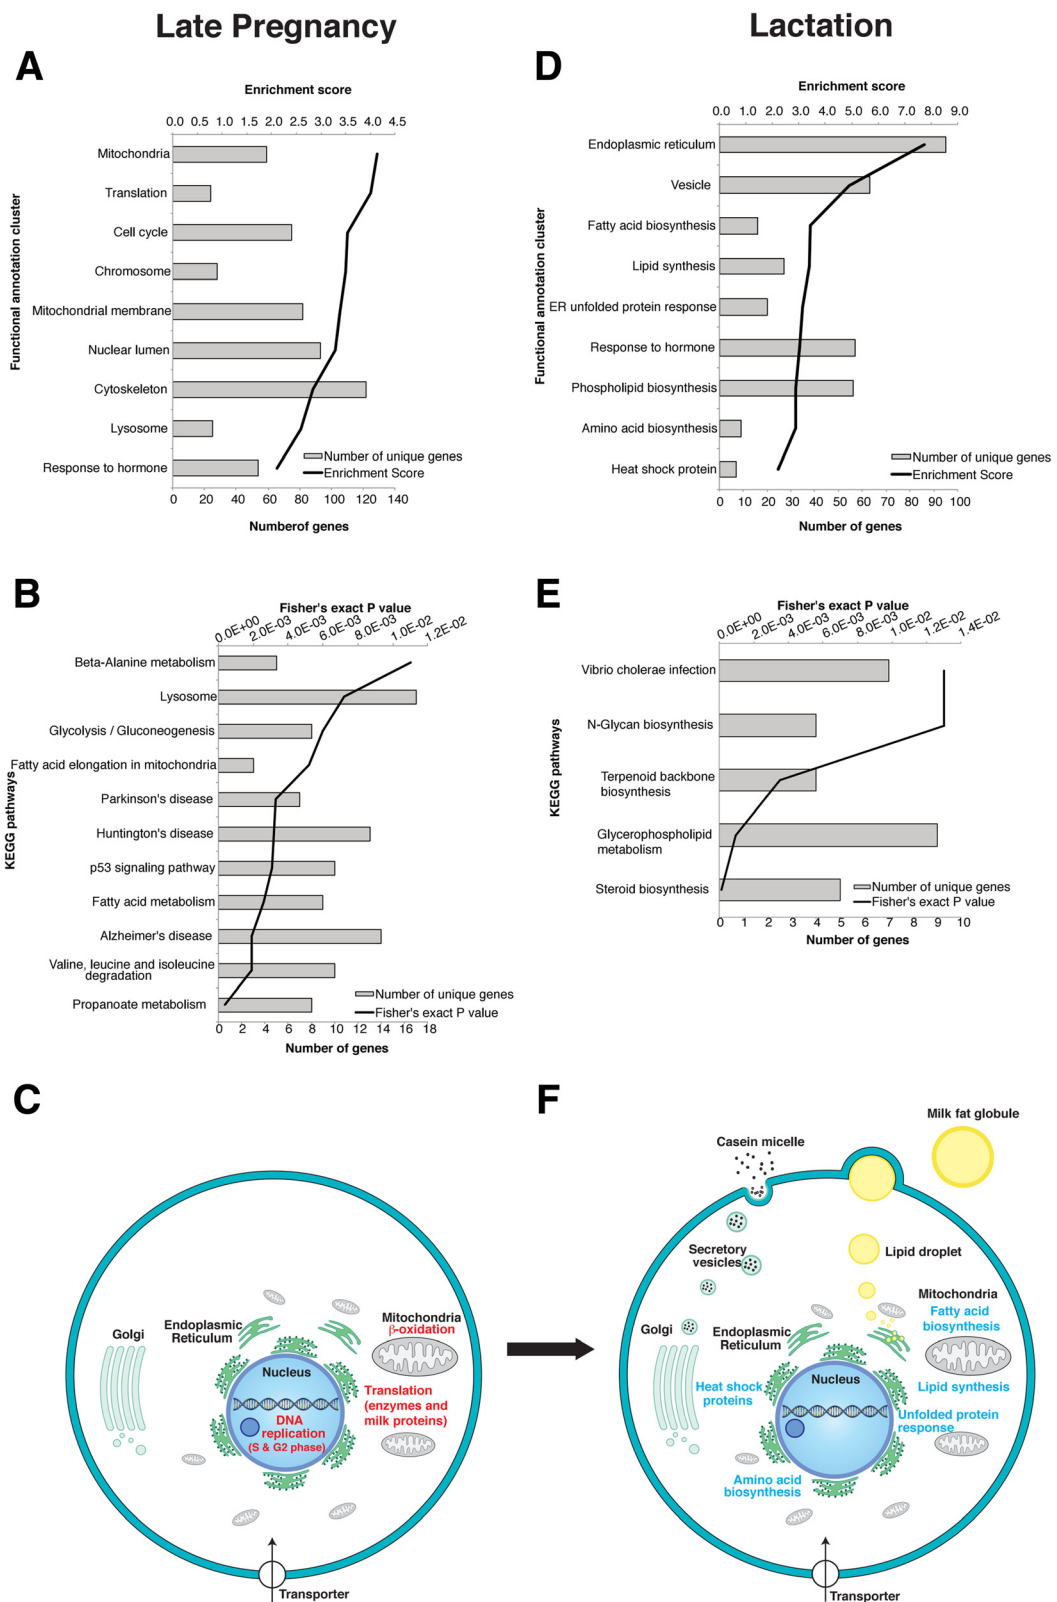 Late Pregnancy
Lactation
A
Enrichment score
0.0 0.5 1.0 1.5 2.0 2.5 3.0 3.5 4.0 4.5
Functional annotation cluster
Mitochondria
Translation
Cell cycle
Chromosome
Mitochondrial membrane
Nuclear lumen
Cytoskeleton
Lysosome
Response to hormone
Number of unique genes
Enrichment Score
0 20 40 60 80 100 120 140
Numberof genes
D
Enrichment score
0.0 1.0 2.0 3.0 4.0 5.0 6.0 7.0 8.0 9.0
Functional annotation cluster
Endoplasmic reticulum
Vesicle
Fatty acid biosynthesis
Lipid synthesis
ER unfolded protein response
Response to hormone
Phospholipid biosynthesis
Amino acid biosynthesis
Heat shock protein
Number of unique genes
Enrichment Score
0 10 20 30 40 50 60 70 80 90 100
Number of genes
B
Fisher's exact P value
0.0E+00 2.0E-03 4.0E-03 6.0E-03 8.0E-03 1.0E-02 1.2E-02
KEGG pathways
Beta-Alanine metabolism
Lysosome
Glycolysis / Gluconeogenesis
Fatty acid elongation in mitochondria
Parkinson's disease
Huntington's disease
p53 signaling pathway
Fatty acid metabolism
Alzheimer's disease
Valine, leucine and isoleucine
degradation
Propanoate metabolism
Number of unique genes
Fisher's exact P value
0 2 4 6 8 10 12 14 16 18
Number of genes
E
Fisher's exact P value
0.0E+00 2.0E-03 4.0E-03 6.0E-03 8.0E-03 1.0E-02 1.2E-02 1.4E-02
KEGG pathways
Vibrio cholerae infection
N-Glycan biosynthesis
Terpenoid backbone
biosynthesis
Glycerophospholipid
metabolism
Steroid biosynthesis
Number of unique genes
Fisher's exact P value
0 1 2 3 4 5 6 7 8 9 10
Number of genes
C
Golgi
Endoplasmic
Reticulum
Mitochondria
β-oxidation
Nucleus
Translation
(enzymes and
milk proteins)
DNA
replication
(S & G2 phase)
Transporter
F
Milk fat globule
Casein micelle
Secretory
vesicles
Lipid droplet
Mitochondria
Fatty acid
biosynthesis
Golgi
Endoplasmic
Reticulum
Nucleus
Heat shock
proteins
Lipid synthesis
Unfolded protein
response
Amino acid
biosynthesis
Transporter